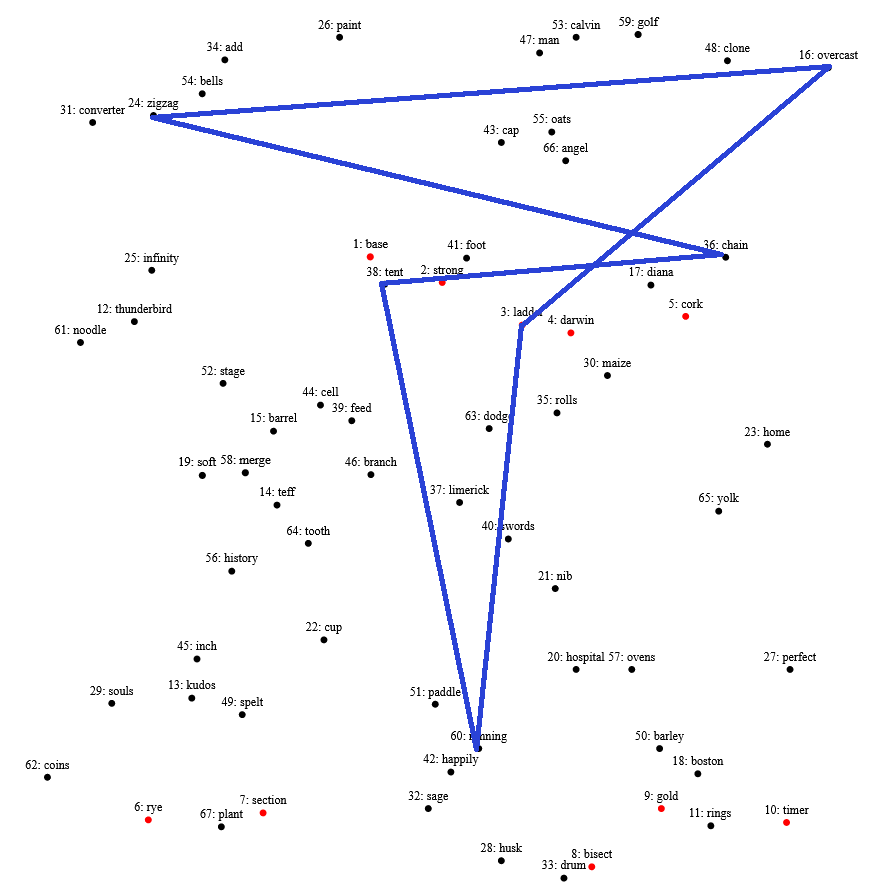 26: paint
53: calvin
59: golf
47: man
34: add
48: clone
16: overcast
54: bells
24: zigzag
31: converter
55: oats
43: cap
66: angel
1: base
41: foot
36: chain
25: infinity
38: tent
2: strong
17: diana
12: thunderbird
3: ladder
4: darwin
5: cork
61: noodle
30: maize
52: stage
44: cell
39: feed
35: rolls
15: barrel
63: dodge
23: home
19: soft
58: merge
46: branch
14: teff
37: limerick
65: yolk
64: tooth
40: swords
56: history
21: nib
22: cup
45: inch
20: hospital
57: ovens
27: perfect
29: souls
13: kudos
49: spelt
51: paddle
60: running
50: barley
62: coins
42: happily
18: boston
6: rye
7: section
67: plant
32: sage
9: gold
11: rings
10: timer
28: husk
33: drum
8: bisect